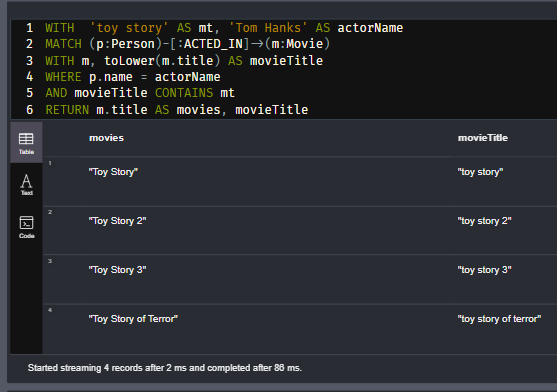 1 WITH 'toy story' AS mt, 'Tom Hanks' AS actorName
2 MATCH (p:Person)-[:ACTED_IN]->(m:Movie)
3 WITH m, toLower(m.title) AS movieTitle
4 WHERE p.name = actorName
5 AND movieTitle CONTAINS mt
6 RETURN m.title AS movies, movieTitle
Table
Text
Code
movies movieTitle
1 "Toy Story" "toy story"
2 "Toy Story 2" "toy story 2"
3 "Toy Story 3" "toy story 3"
4 "Toy Story of Terror" "toy story of terror"
Started streaming 4 records after 2 ms and completed after 86 ms.